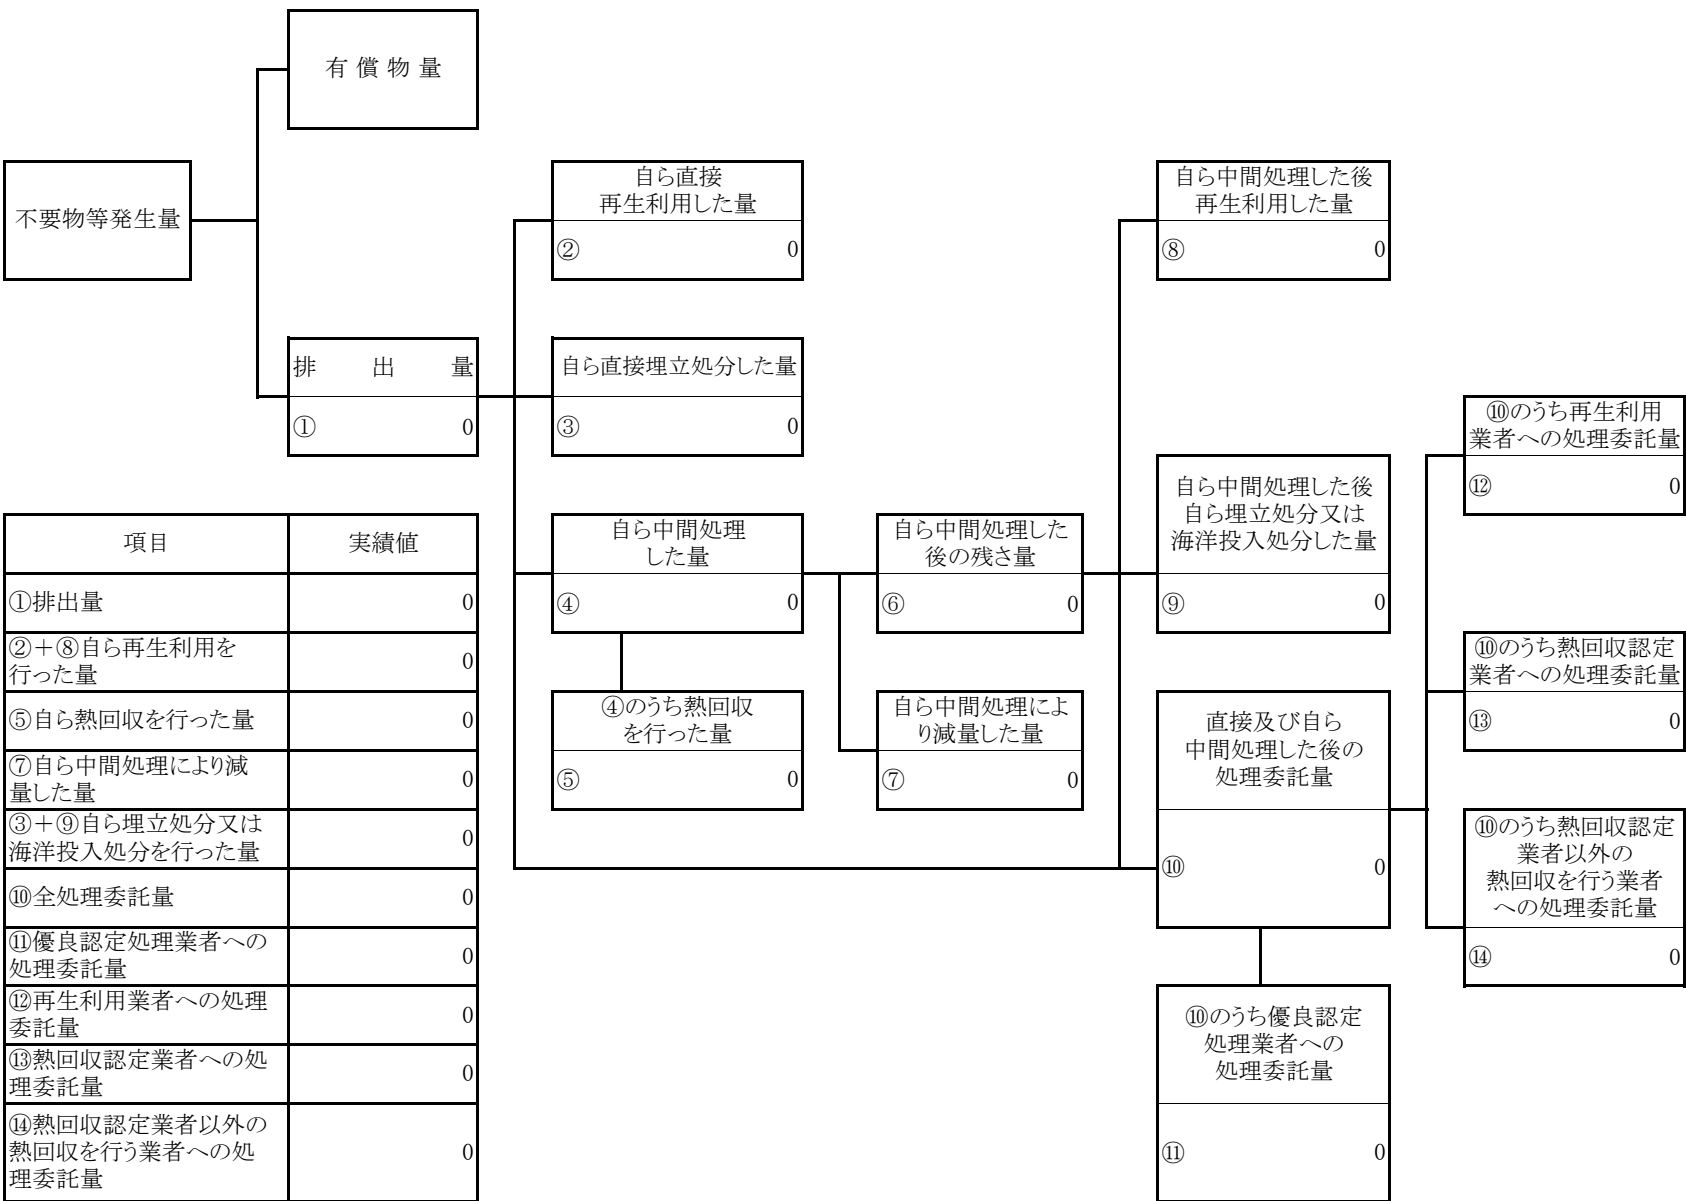 有償物量
不要物等発生量
自ら直接
再生利用した量
② 0
自ら中間処理した後
再生利用した量
⑧ 0
排出量
① 0
自ら直接埋立処分した量
③ 0
⑩のうち再生利用
業者への処理委託量
⑫ 0
自ら中間処理
した量
④ 0
自ら中間処理した
後の残さ量
⑥ 0
自ら中間処理した後
自ら埋立処分又は
海洋投入処分した量
⑨ 0
⑩のうち熱回収認定
業者への処理委託量
⑬ 0
④のうち熱回収
を行った量
⑤ 0
自ら中間処理によ
り減量した量
⑦ 0
直接及び自ら
中間処理した後の
処理委託量
⑩ 0
⑩のうち熱回収認定
業者以外の
熱回収を行う業者
への処理委託量
⑭ 0
⑩のうち優良認定
処理業者への
処理委託量
⑪ 0
項目 実績値
①排出量 0
②＋⑧自ら再生利用を
行った量 0
⑤自ら熱回収を行った量 0
⑦自ら中間処理により減
量した量 0
③＋⑨自ら埋立処分又は
海洋投入処分を行った量 0
⑩全処理委託量 0
⑪優良認定処理業者への
処理委託量 0
⑫再生利用業者への処理
委託量 0
⑬熱回収認定業者への処
理委託量 0
⑭熱回収認定業者以外の
熱回収を行う業者への処
理委託量 0